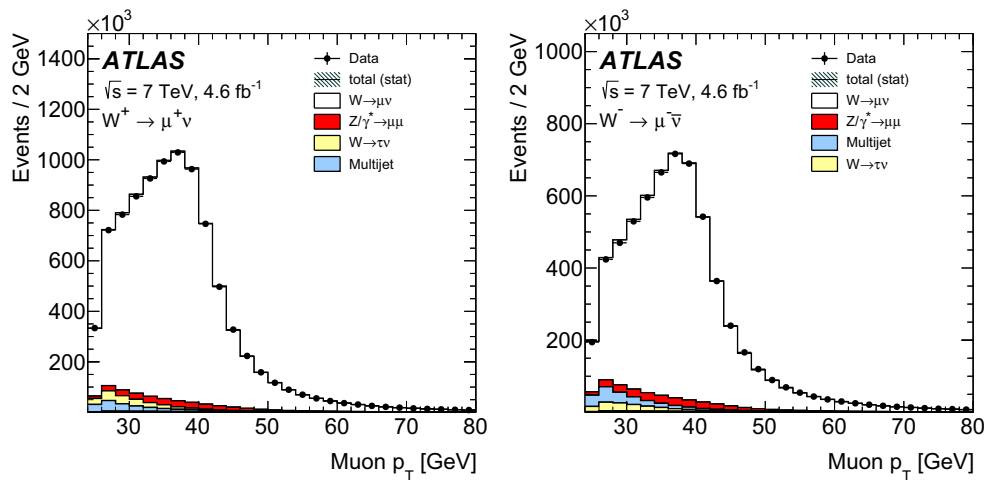 ×10³
Events / 2 GeV
1400
1200
1000
800
600
400
200
ATLAS
√s = 7 TeV, 4.6 fb⁻¹
W⁺ → μ⁺ν
Data
total (stat)
W→μν
Z/γ*→μμ
W→τν
Multijet
30 40 50 60 70 80
Muon p_T [GeV]
×10³
Events / 2 GeV
1000
800
600
400
200
ATLAS
√s = 7 TeV, 4.6 fb⁻¹
W⁻ → μ⁻ν̄
Data
total (stat)
W→μν
Z/γ*→μμ
Multijet
W→τν
30 40 50 60 70 80
Muon p_T [GeV]